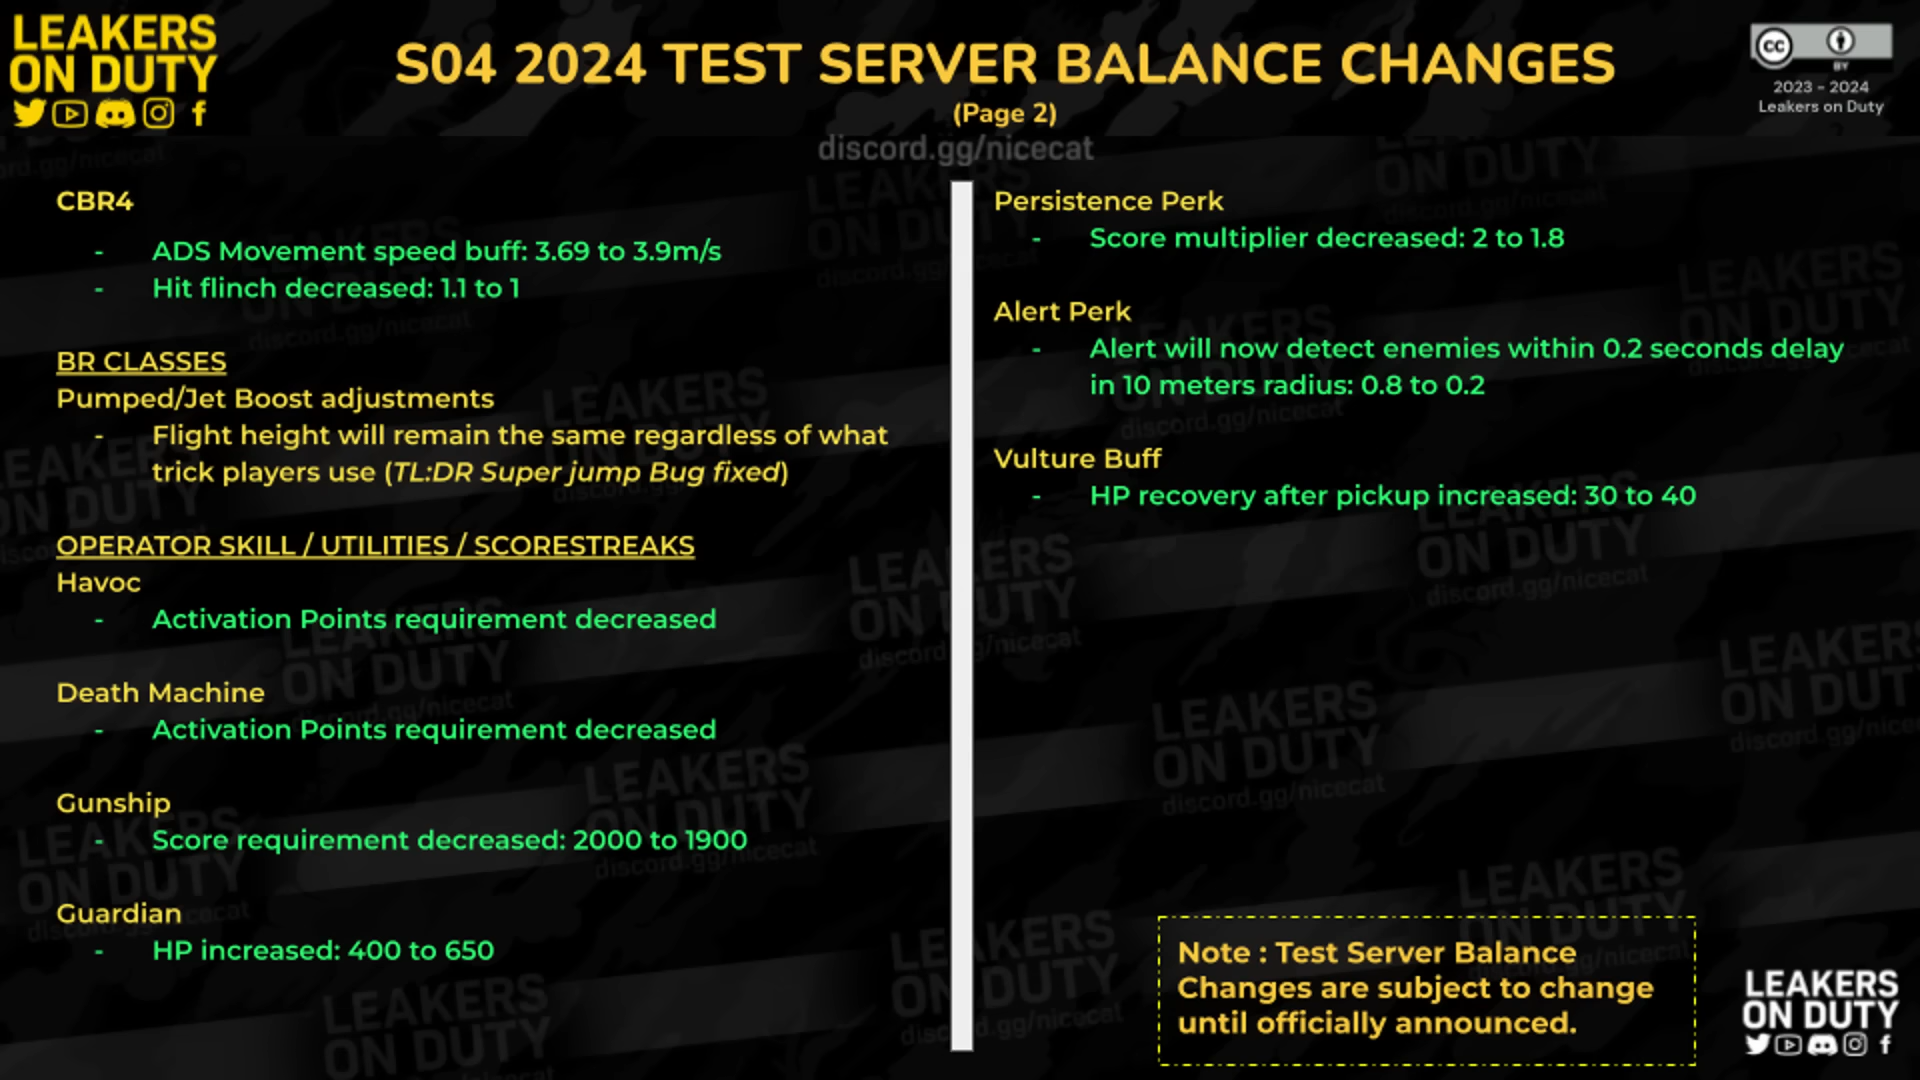 LEAKERS
ON DUTY
S04 2024 TEST SERVER BALANCE CHANGES
(Page 2)
discord.gg/nicecat
cc
BY
2023 - 2024
Leakers on Duty
CBR4
- ADS Movement speed buff: 3.69 to 3.9m/s
- Hit flinch decreased: 1.1 to 1
BR CLASSES
Pumped/Jet Boost adjustments
- Flight height will remain the same regardless of what
trick players use (TL:DR Super jump Bug fixed)
OPERATOR SKILL / UTILITIES / SCORESTREAKS
Havoc
- Activation Points requirement decreased
Death Machine
- Activation Points requirement decreased
Gunship
- Score requirement decreased: 2000 to 1900
Guardian
- HP increased: 400 to 650
Persistence Perk
- Score multiplier decreased: 2 to 1.8
Alert Perk
- Alert will now detect enemies within 0.2 seconds delay
in 10 meters radius: 0.8 to 0.2
Vulture Buff
- HP recovery after pickup increased: 30 to 40
Note : Test Server Balance
Changes are subject to change
until officially announced.
LEAKERS
ON DUTY